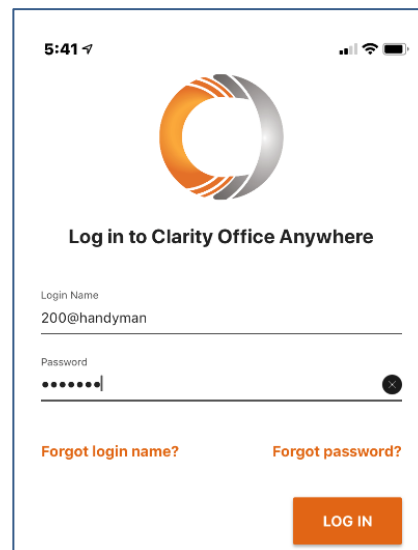 5:41
Log in to Clarity Office Anywhere
Login Name
200@handyman
Password
•••••••
Forgot login name? Forgot password?
LOG IN